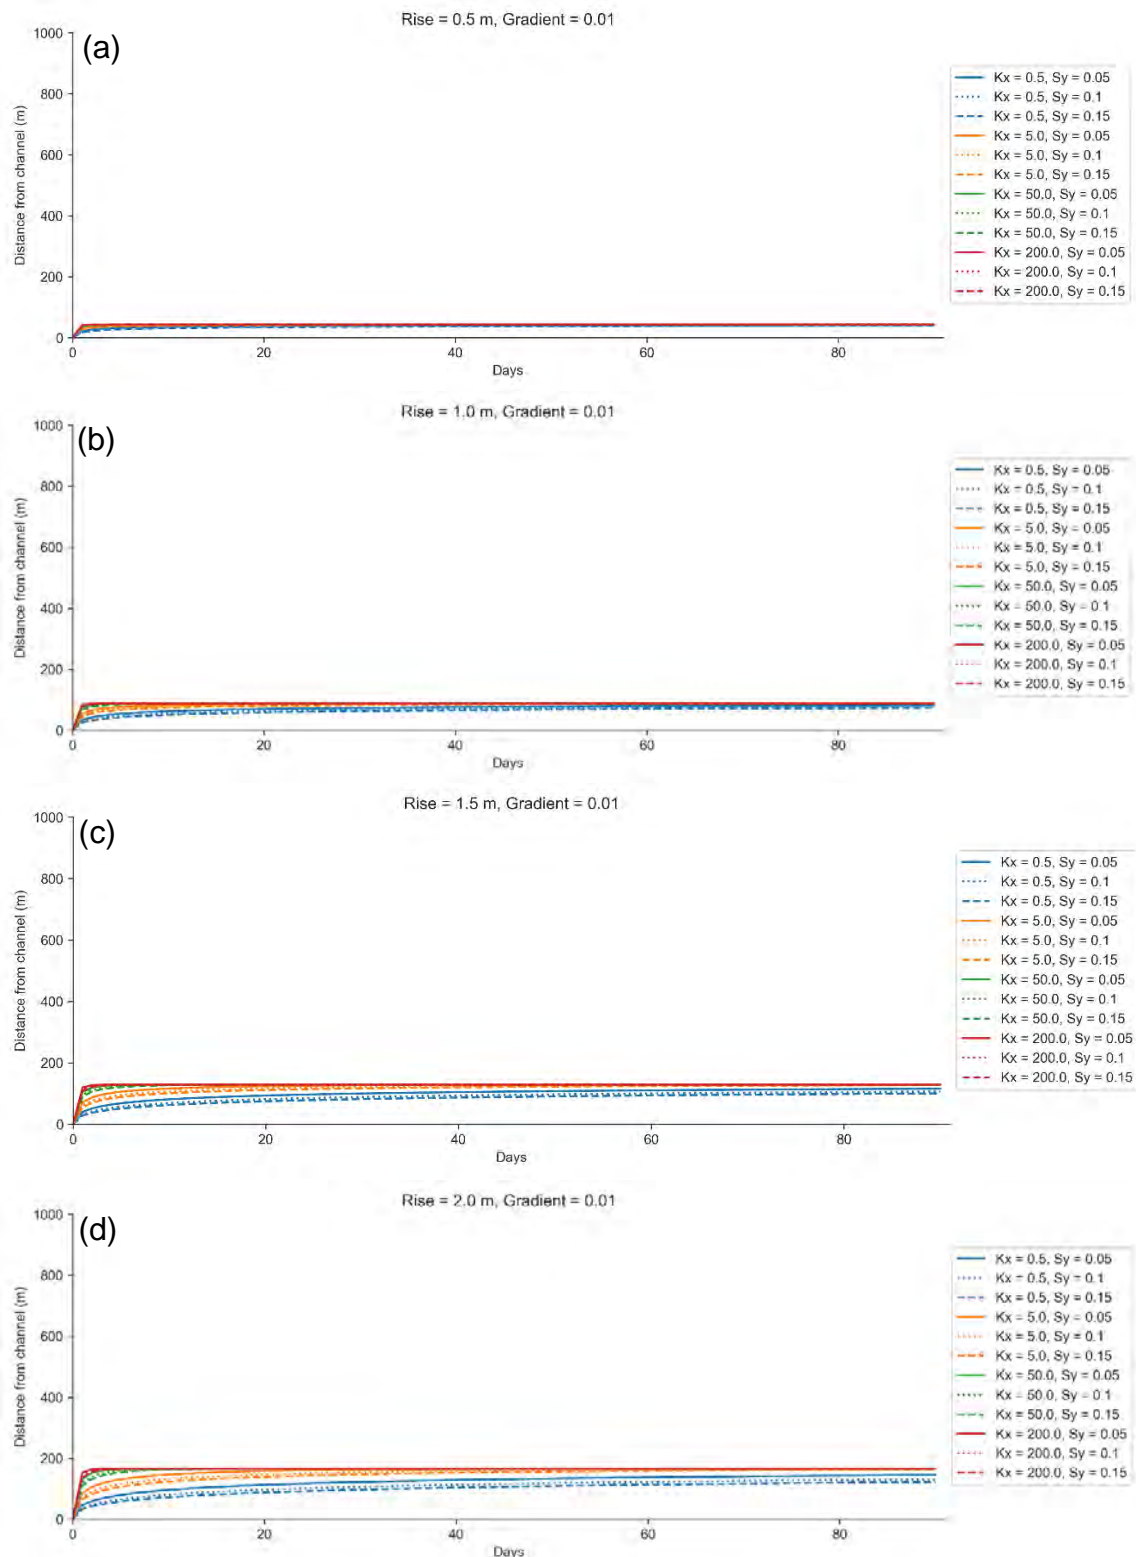 Rise = 0.5 m, Gradient = 0.01
(a)
1000
800
600
400
200
0
Distance from channel (m)
0 20 40 60 80
Days
Kx = 0.5, Sy = 0.05
Kx = 0.5, Sy = 0.1
Kx = 0.5, Sy = 0.15
Kx = 5.0, Sy = 0.05
Kx = 5.0, Sy = 0.1
Kx = 5.0, Sy = 0.15
Kx = 50.0, Sy = 0.05
Kx = 50.0, Sy = 0.1
Kx = 50.0, Sy = 0.15
Kx = 200.0, Sy = 0.05
Kx = 200.0, Sy = 0.1
Kx = 200.0, Sy = 0.15
Rise = 1.0 m, Gradient = 0.01
(b)
1000
800
600
400
200
0
Distance from channel (m)
0 20 40 60 80
Days
Kx = 0.5, Sy = 0.05
Kx = 0.5, Sy = 0.1
Kx = 0.5, Sy = 0.15
Kx = 5.0, Sy = 0.05
Kx = 5.0, Sy = 0.1
Kx = 5.0, Sy = 0.15
Kx = 50.0, Sy = 0.05
Kx = 50.0, Sy = 0.1
Kx = 50.0, Sy = 0.15
Kx = 200.0, Sy = 0.05
Kx = 200.0, Sy = 0.1
Kx = 200.0, Sy = 0.15
Rise = 1.5 m, Gradient = 0.01
(c)
1000
800
600
400
200
0
Distance from channel (m)
0 20 40 60 80
Days
Kx = 0.5, Sy = 0.05
Kx = 0.5, Sy = 0.1
Kx = 0.5, Sy = 0.15
Kx = 5.0, Sy = 0.05
Kx = 5.0, Sy = 0.1
Kx = 5.0, Sy = 0.15
Kx = 50.0, Sy = 0.05
Kx = 50.0, Sy = 0.1
Kx = 50.0, Sy = 0.15
Kx = 200.0, Sy = 0.05
Kx = 200.0, Sy = 0.1
Kx = 200.0, Sy = 0.15
Rise = 2.0 m, Gradient = 0.01
(d)
1000
800
600
400
200
0
Distance from channel (m)
0 20 40 60 80
Days
Kx = 0.5, Sy = 0.05
Kx = 0.5, Sy = 0.1
Kx = 0.5, Sy = 0.15
Kx = 5.0, Sy = 0.05
Kx = 5.0, Sy = 0.1
Kx = 5.0, Sy = 0.15
Kx = 50.0, Sy = 0.05
Kx = 50.0, Sy = 0.1
Kx = 50.0, Sy = 0.15
Kx = 200.0, Sy = 0.05
Kx = 200.0, Sy = 0.1
Kx = 200.0, Sy = 0.15